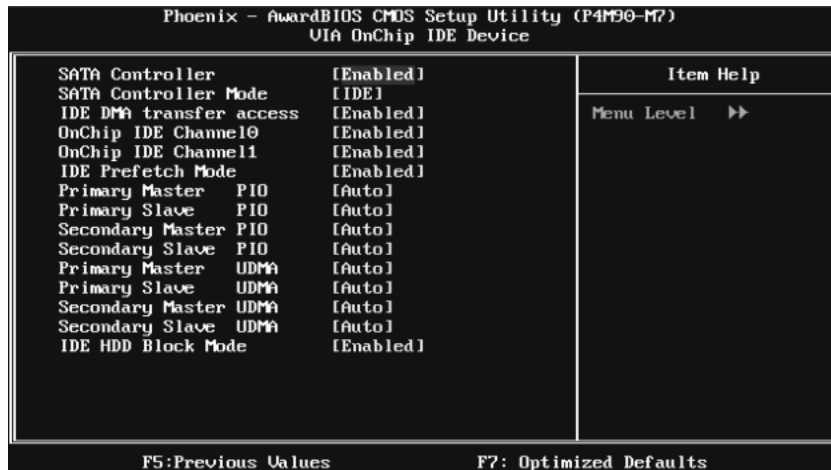 Phoenix - AwardBIOS CMOS Setup Utility (P4M90-M7)
VIA OnChip IDE Device
SATA Controller [Enabled]
SATA Controller Mode [IDE]
IDE DMA transfer access [Enabled]
OnChip IDE Channel0 [Enabled]
OnChip IDE Channel1 [Enabled]
IDE Prefetch Mode [Enabled]
Primary Master PIO [Auto]
Primary Slave PIO [Auto]
Secondary Master PIO [Auto]
Secondary Slave PIO [Auto]
Primary Master UDMA [Auto]
Primary Slave UDMA [Auto]
Secondary Master UDMA [Auto]
Secondary Slave UDMA [Auto]
IDE HDD Block Mode [Enabled]
Item Help
Menu Level ►►
F5:Previous Values F7: Optimized Defaults